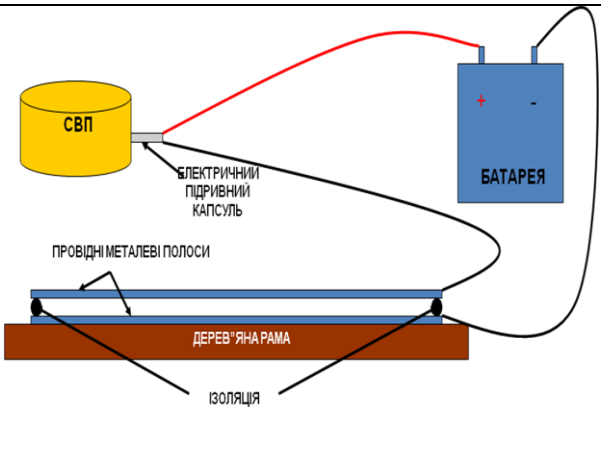 СВП
+ -
БАТАРЕЯ
ЕЛЕКТРИЧНИЙ
ПІДРИВНИЙ
КАПСУЛЬ
ПРОВІДНІ МЕТАЛЕВІ ПОЛОСИ
ДЕРЕВ"ЯНА РАМА
ІЗОЛЯЦІЯ